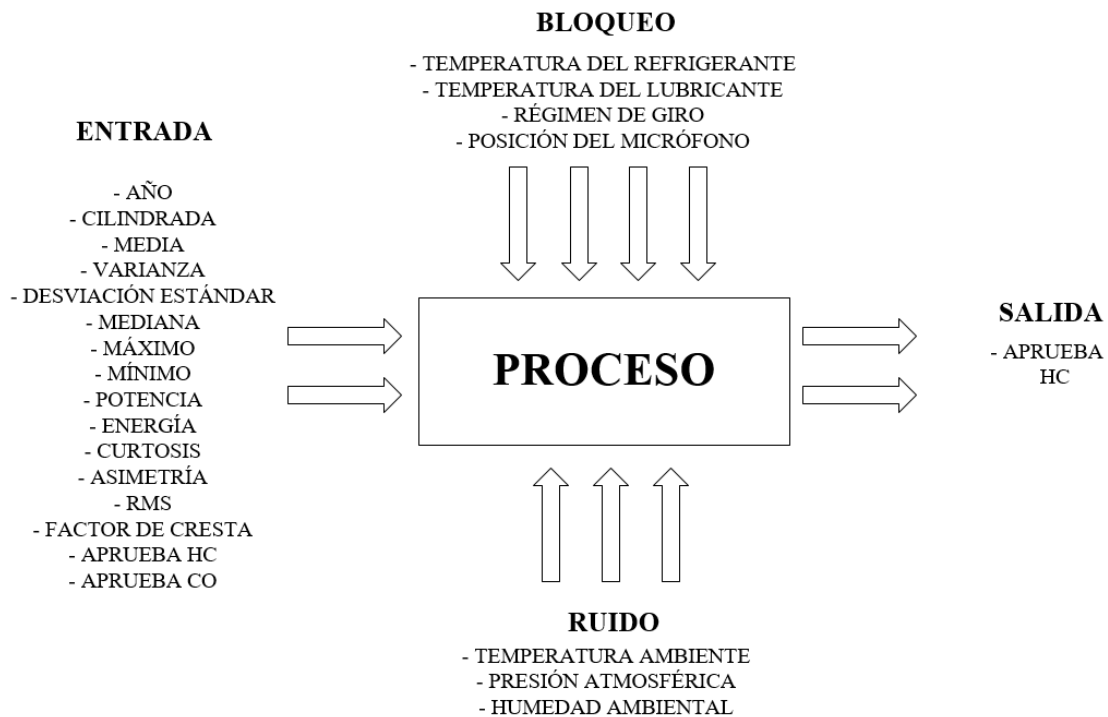 BLOQUEO
- TEMPERATURA DEL REFRIGERANTE
- TEMPERATURA DEL LUBRICANTE
- RÉGIMEN DE GIRO
- POSICIÓN DEL MICRÓFONO
ENTRADA
- AÑO
- CILINDRADA
- MEDIA
- VARIANZA
- DESVIACIÓN ESTÁNDAR
- MEDIANA
- MÁXIMO
- MÍNIMO
- POTENCIA
- ENERGÍA
- CURTOSIS
- ASIMETRÍA
- RMS
- FACTOR DE CRESTA
- APRUEBA HC
- APRUEBA CO
PROCESO
SALIDA
- APRUEBA
HC
RUIDO
- TEMPERATURA AMBIENTE
- PRESIÓN ATMOSFÉRICA
- HUMEDAD AMBIENTAL